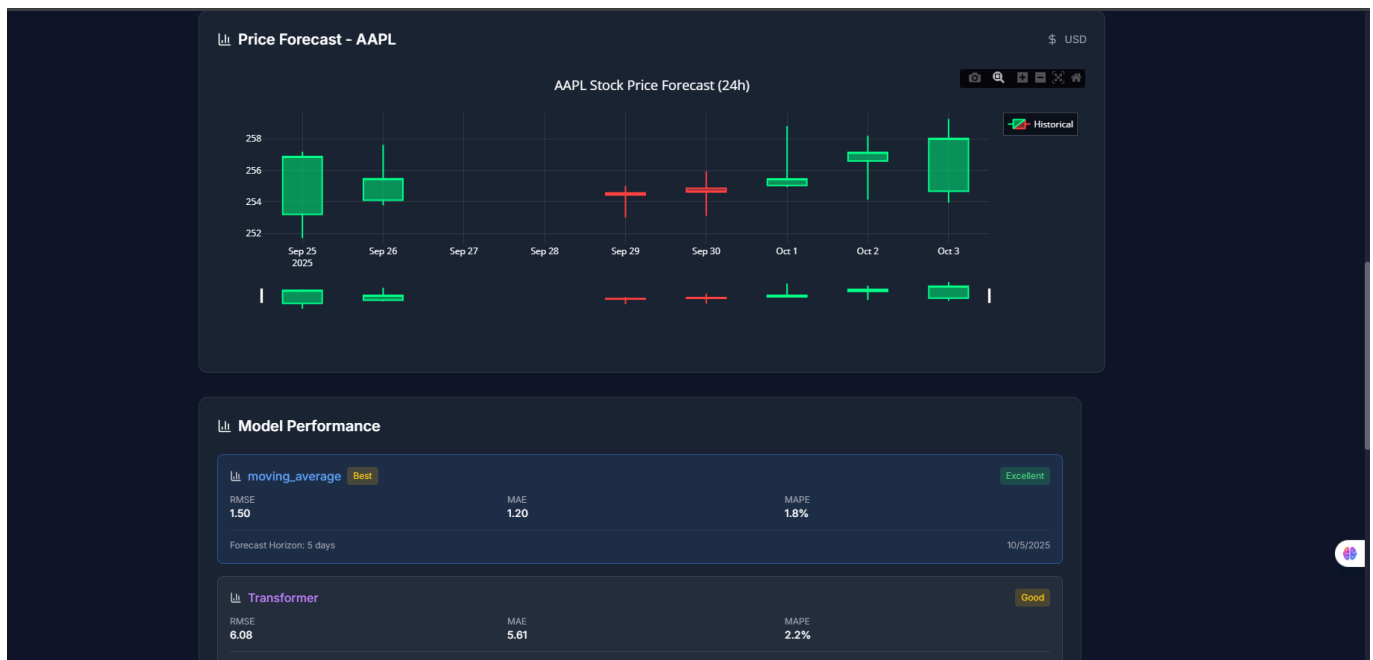 Price Forecast - AAPL
$ USD
AAPL Stock Price Forecast (24h)
Historical
258
256
254
252
Sep 25 Sep 26 Sep 27 Sep 28 Sep 29 Sep 30 Oct 1 Oct 2 Oct 3
2025
Model Performance
moving_average Best Excellent
RMSE MAE MAPE
1.50 1.20 1.8%
Forecast Horizon: 5 days 10/5/2025
Transformer Good
RMSE MAE MAPE
6.08 5.61 2.2%